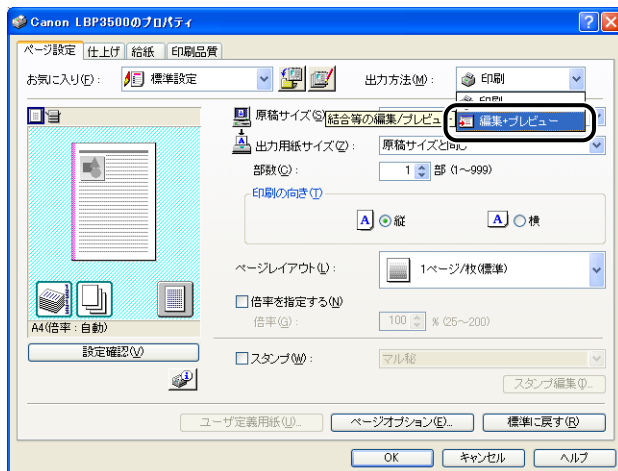 Canon LBP3500のプロパティ
ページ設定 仕上げ 給紙 印刷品質
お気に入り(F): 標準設定 出力方法(M): 印刷
原稿サイズ(S) 結合等の編集/プレビュー 編集+プレビュー
出力用紙サイズ(Z): 原稿サイズと同じ
部数(C): 1 部 (1～999)
印刷の向き(T)
A 縦 A 横
ページレイアウト(L): 1ページ/枚(標準)
倍率を指定する(N)
倍率(G): 100 % (25～200)
A4(倍率:自動)
設定確認(V)
スタンプ(W): マル秘
スタンプ編集(I)...
ユーザ定義用紙(U)... ページオプション(E)... 標準に戻す(R)
OK キャンセル ヘルプ